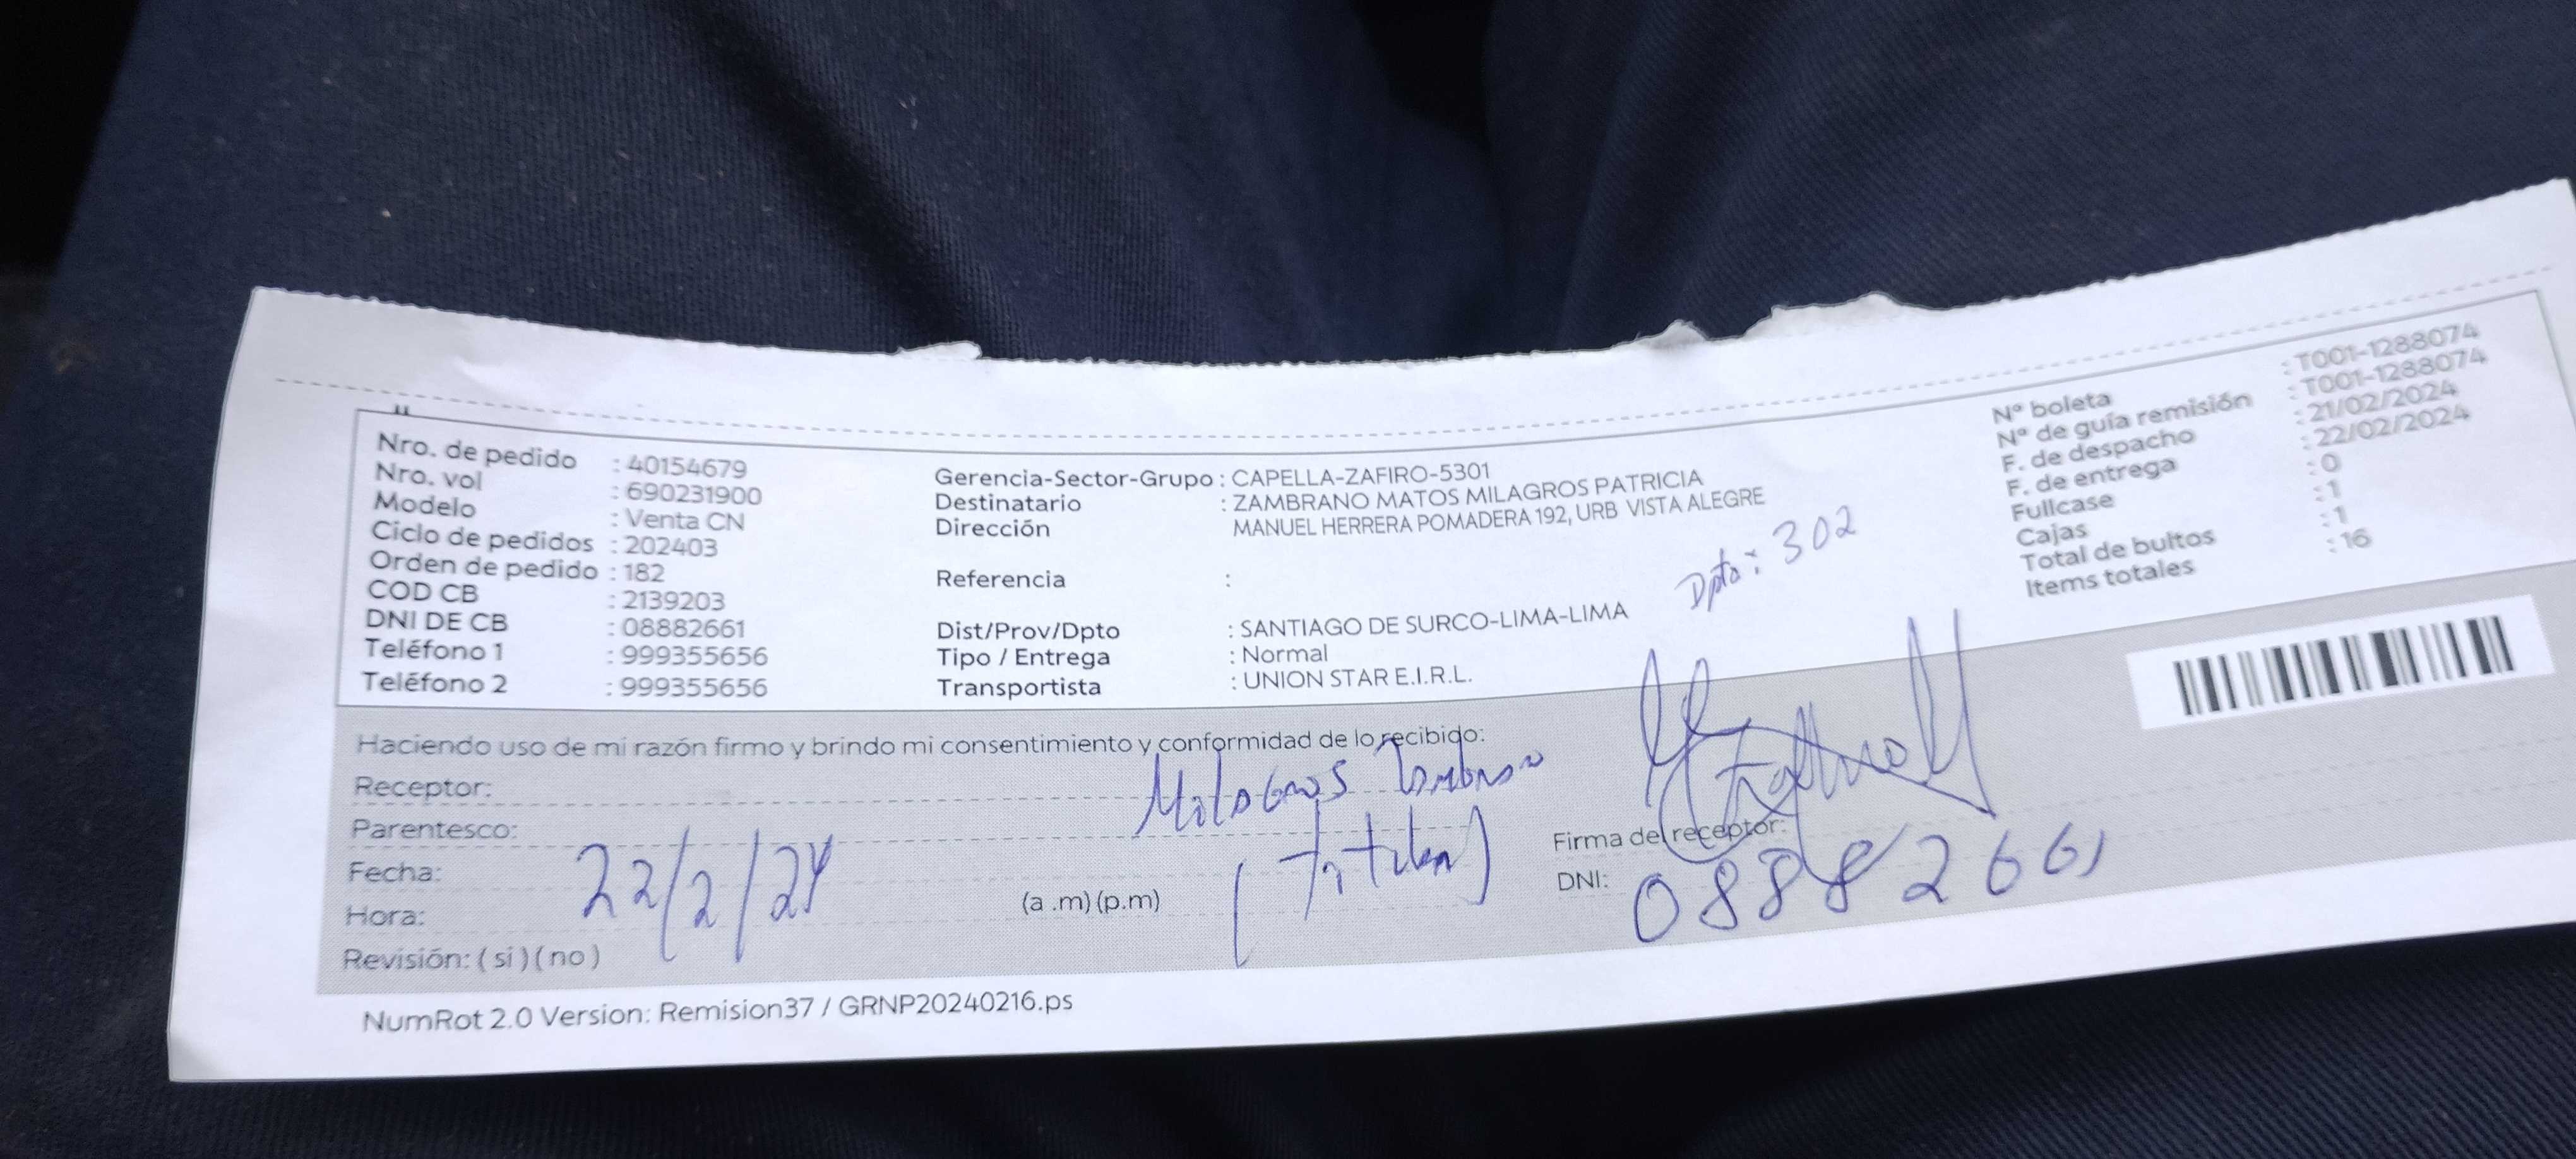 Nro. de pedido : 40154679
Nro. vol : 690231900
Modelo : Venta CN
Ciclo de pedidos : 202403
Orden de pedido : 182
COD CB : 2139203
DNI DE CB : 08882661
Teléfono 1 : 999355656
Teléfono 2 : 999355656
Gerencia-Sector-Grupo : CAPELLA-ZAFIRO-5301
Destinatario : ZAMBRANO MATOS MILAGROS PATRICIA
Dirección MANUEL HERRERA POMADERA 192, URB VISTA ALEGRE
Dpto: 302
Referencia :
Dist/Prov/Dpto : SANTIAGO DE SURCO-LIMA-LIMA
Tipo / Entrega : Normal
Transportista : UNION STAR E.I.R.L.
Nº boleta : T001-1288074
Nº de guía remisión : T001-1288074
F. de despacho : 21/02/2024
F. de entrega : 22/02/2024
Fullcase : 0
Cajas : 1
Total de bultos : 1
Items totales : 16
Haciendo uso de mi razón firmo y brindo mi consentimiento y conformidad de lo recibido:
Receptor: Milagros Zambrano
Parentesco: (Titular)
Fecha: 22/2/24
Hora: (a .m) (p.m)
Revisión: ( si ) ( no )
Firma del receptor:
DNI: 08882661
NumRot 2.0 Version: Remision37 / GRNP20240216.ps